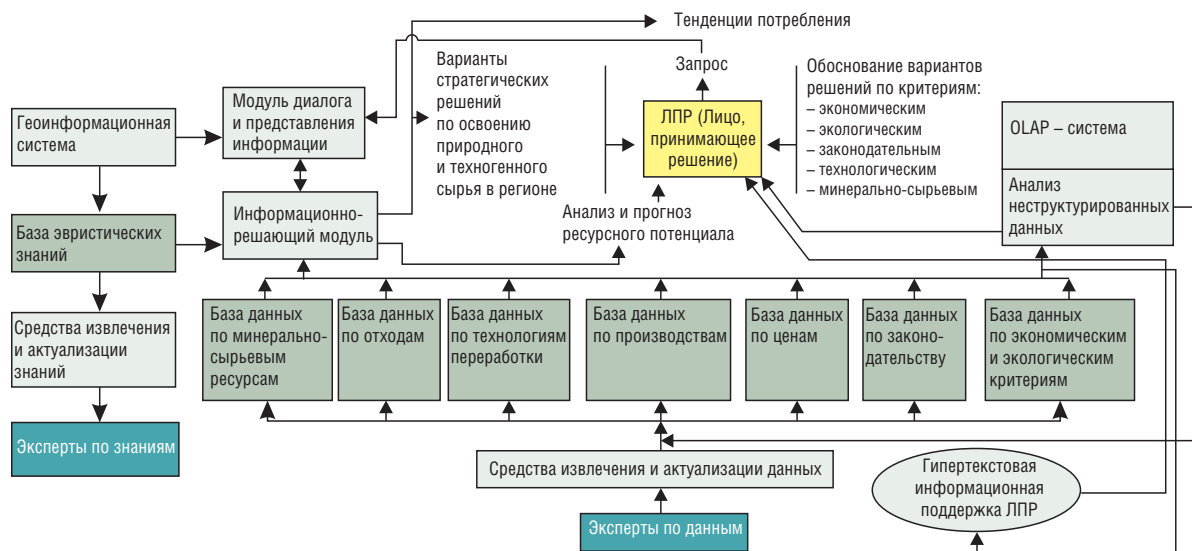 Тенденции потребления
Запрос
Варианты
стратегических
решений
по освоению
природного
и техногенного
сырья в регионе
Обоснование вариантов
решений по критериям:
– экономическим
– экологическим
– законодательным
– технологическим
– минерально-сырьевым
Геоинформационная
система
Модуль диалога
и представления
информации
ЛПР (Лицо,
принимающее
решение)
OLAP – система
Анализ
неструктурированных
данных
База эвристических
знаний
Информационно-
решающий модуль
Анализ и прогноз
ресурсного потенциала
Средства извлечения
и актуализации
знаний
База данных
по минерально-
сырьевым
ресурсам
База данных
по отходам
База данных
по технологиям
переработки
База данных
по производствам
База данных
по ценам
База данных
по законо-
дательству
База данных
по экономическим
и экологическим
критериям
Эксперты по знаниям
Средства извлечения и актуализации данных
Гипертекстовая
информационная
поддержка ЛПР
Эксперты по данным